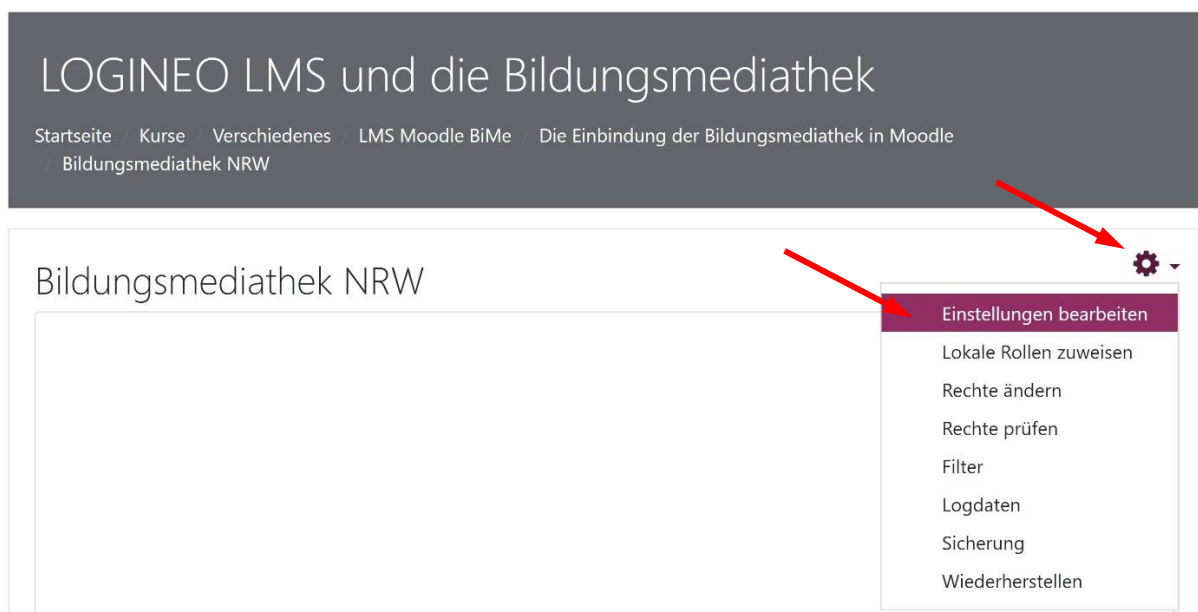 LOGINEO LMS und die Bildungsmediathek
Startseite / Kurse / Verschiedenes / LMS Moodle BiMe / Die Einbindung der Bildungsmediathek in Moodle
/ Bildungsmediathek NRW
Bildungsmediathek NRW
Einstellungen bearbeiten
Lokale Rollen zuweisen
Rechte ändern
Rechte prüfen
Filter
Logdaten
Sicherung
Wiederherstellen